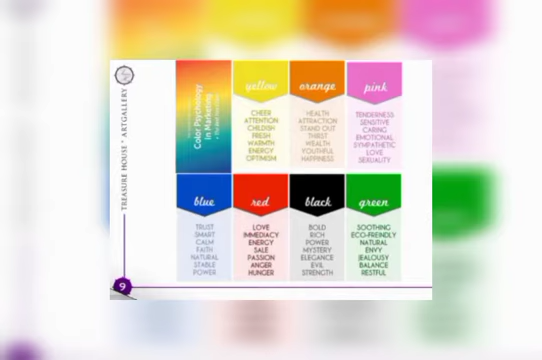 TREASURE HOUSE ° ARTGALLERY
Color Psychology
in Marketing
yellow
CHEER
ATTENTION
CHILDISH
FRESH
WARMTH
ENERGY
OPTIMISM
orange
HEALTH
ATTRACTION
STAND OUT
THIRST
WEALTH
YOUTHFUL
HAPPINESS
pink
TENDERNESS
SENSITIVE
CARING
EMOTIONAL
SYMPATHETIC
LOVE
SEXUALITY
blue
TRUST
SMART
CALM
FAITH
NATURAL
STABLE
POWER
red
LOVE
IMMEDIACY
ENERGY
SALE
PASSION
ANGER
HUNGER
black
BOLD
RICH
POWER
MYSTERY
ELEGANCE
EVIL
STRENGTH
green
SOOTHING
ECO-FREINDLY
NATURAL
ENVY
JEALOUSY
BALANCE
RESTFUL
9